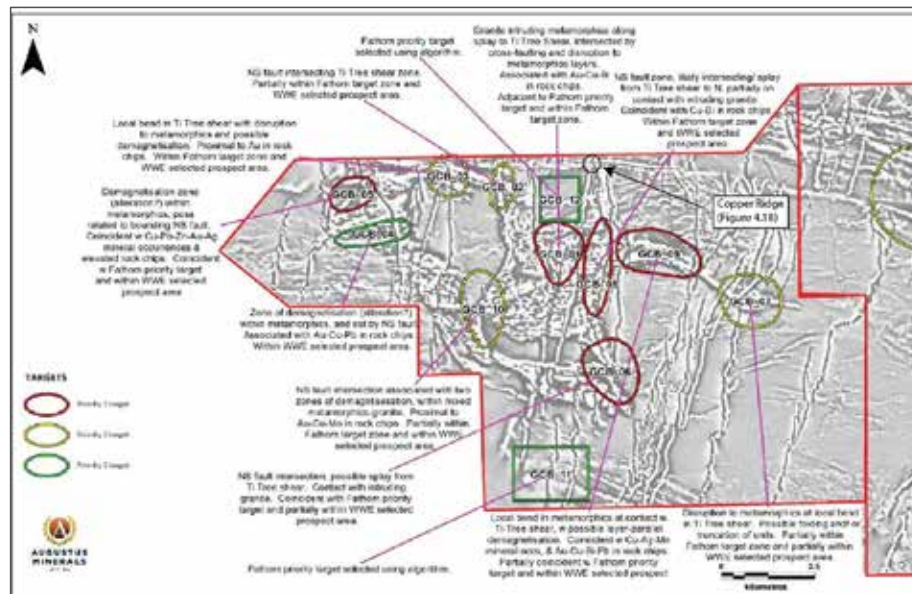 N
Fathom priority target
selected using algorithm.
Granite intruding metamorphics along
splay to Ti Tree Shear, intersected by
cross-faulting and disruption to
metamorphics layers.
Associated with
in rock chips.
Adjacent to Fathom priority
target and within Fathom
target zone.
NS fault intersecting Ti Tree shear zone.
Partially within Fathom target zone and
WWE selected prospect area.
NS fault zone, likely intersecting/ splay
from Ti Tree shear to N, partially on
contact with intruding granite.
Coincident with Cu-Bi in rock chips
Within Fathom target zone
and WWE selected
prospect area
Local bend in Ti Tree shear with disruption
to metamorphics and possible
demagnetisation. Proximal to Au in rock
chips. Within Fathom target zone and
WWE selected prospect area.
Demagnetisation zone
(alteration?) within
metamorphics, poss
related to bounding NS fault.
Coincident w Cu-Pb-Zn-Au-Ag
mineral occurrences &
elevated rock chips. Coincident
w Fathom priority target
and within WWE selected
prospect area
Copper Ridge
(Figure 4.18)
GCB-12
GCB-10
GCB-11
Zone of demagnetisation (alteration?)
within metamorphics, and cut by NS fault.
Associated with Au-Cu-Pb in rock chips.
Within WWE selected prospect area.
TARGETS
Priority 1 target
NS fault intersection associated with two
zones of demagnetisation, within mixed
metamorphics granite. Proximal to
Au-Cu-Mo in rock chips. Partially within
Fathom target zone and within WWE
selected prospect area.
NS fault intersection, possible splay from
Ti Tree shear. Contact with intruding
granite. Coincident with Fathom priority
target and partially within WWE selected
prospect area.
Fathom priority target selected using algorithm.
Local bend in metamorphics at contact w
Ti Tree shear, w possible layer-parallel
demagnetisation. Coincident w Cu-Ag-Mo
mineral occs, & Au-Cu-Bi-Pb in rock chips.
Partially coincident w Fathom priority
target and within WWE selected prospect
Disruption to metamorphics at local bend
in Ti Tree shear. Possible folding and/or
truncation of units. Partially within
Fathom target zone and partially within
WWE selected prospect area.
0 2.5
kilometres
AUGUSTUS
MINERALS